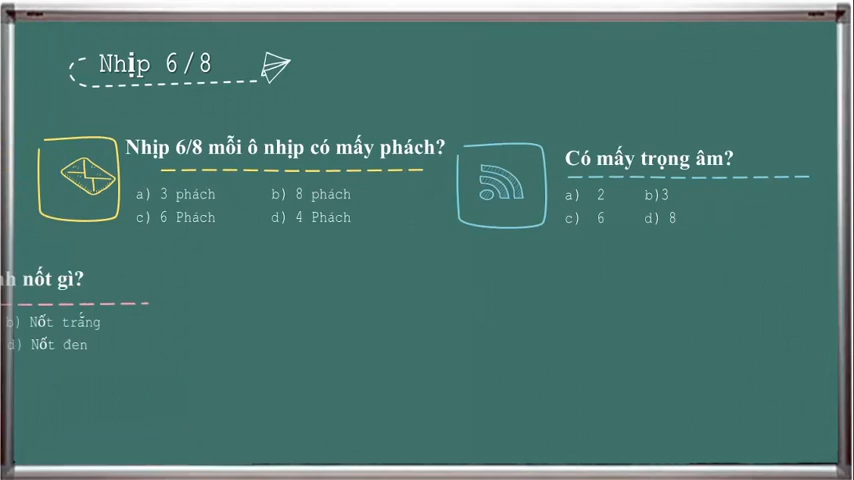 Nhịp 6/8
Nhịp 6/8 mỗi ô nhịp có mấy phách?
a) 3 phách b) 8 phách
c) 6 Phách d) 4 Phách
Có mấy trọng âm?
a) 2 b)3
c) 6 d) 8
nốt gì?
b) Nốt trắng
d) Nốt đen